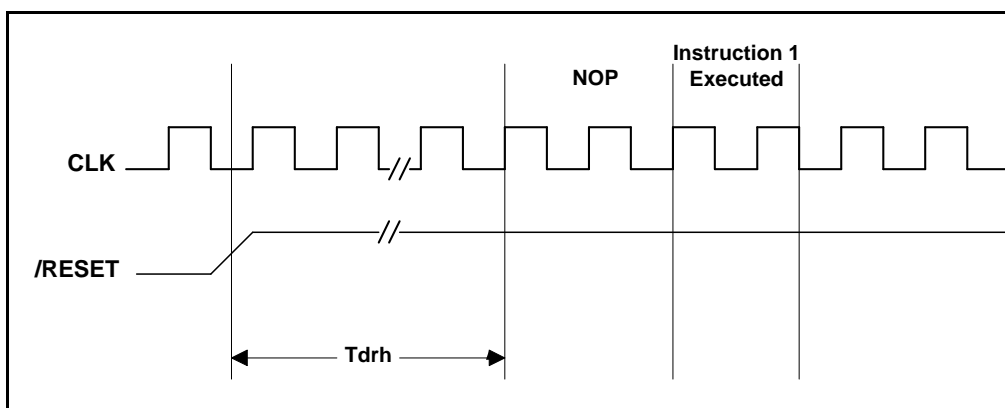 Instruction 1
Executed
NOP
CLK
/RESET
Tdrh